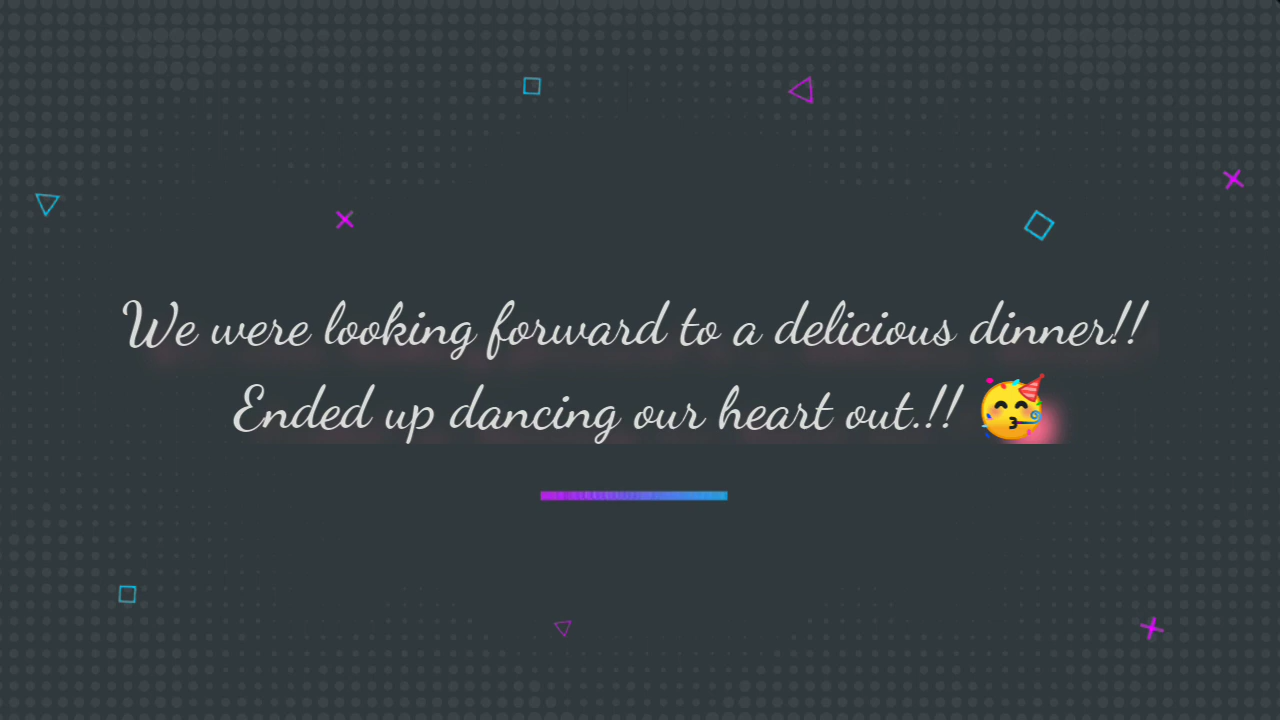 We were looking forward to a delicious dinner!!
Ended up dancing our heart out.!! 🥳